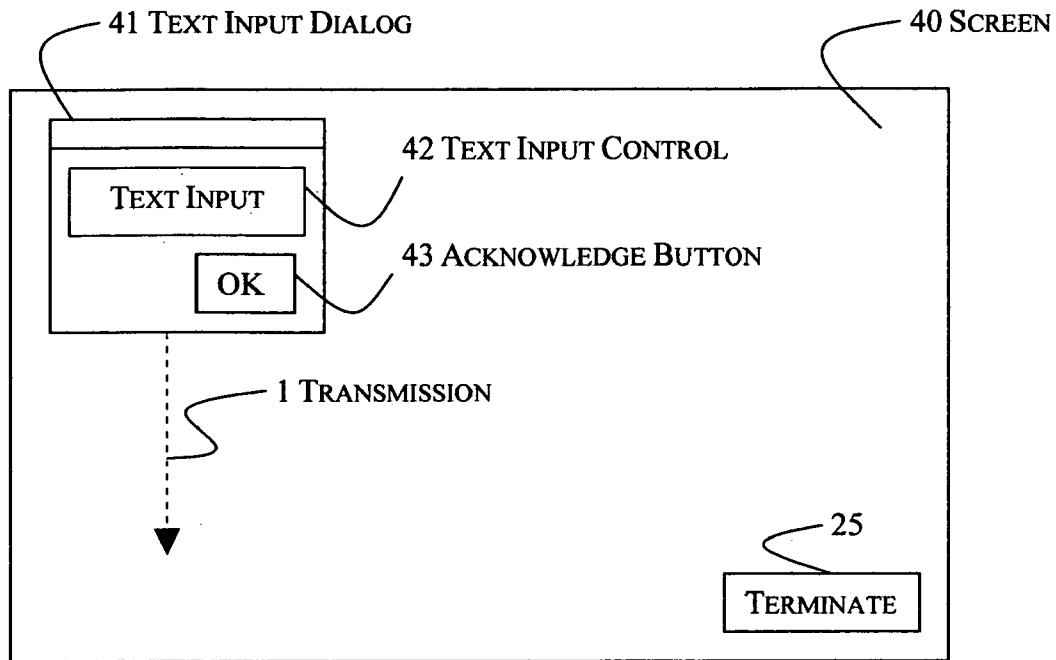 41 TEXT INPUT DIALOG
40 SCREEN
42 TEXT INPUT CONTROL
TEXT INPUT
43 ACKNOWLEDGE BUTTON
OK
1 TRANSMISSION
25
TERMINATE